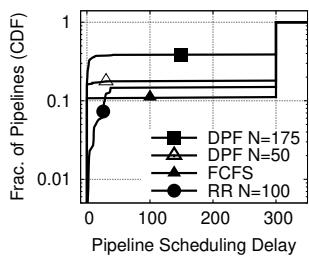 Frac. of Pipelines (CDF)
1
0.1
0.01
DPF N=175
DPF N=50
FCFS
RR N=100
0 100 200 300
Pipeline Scheduling Delay